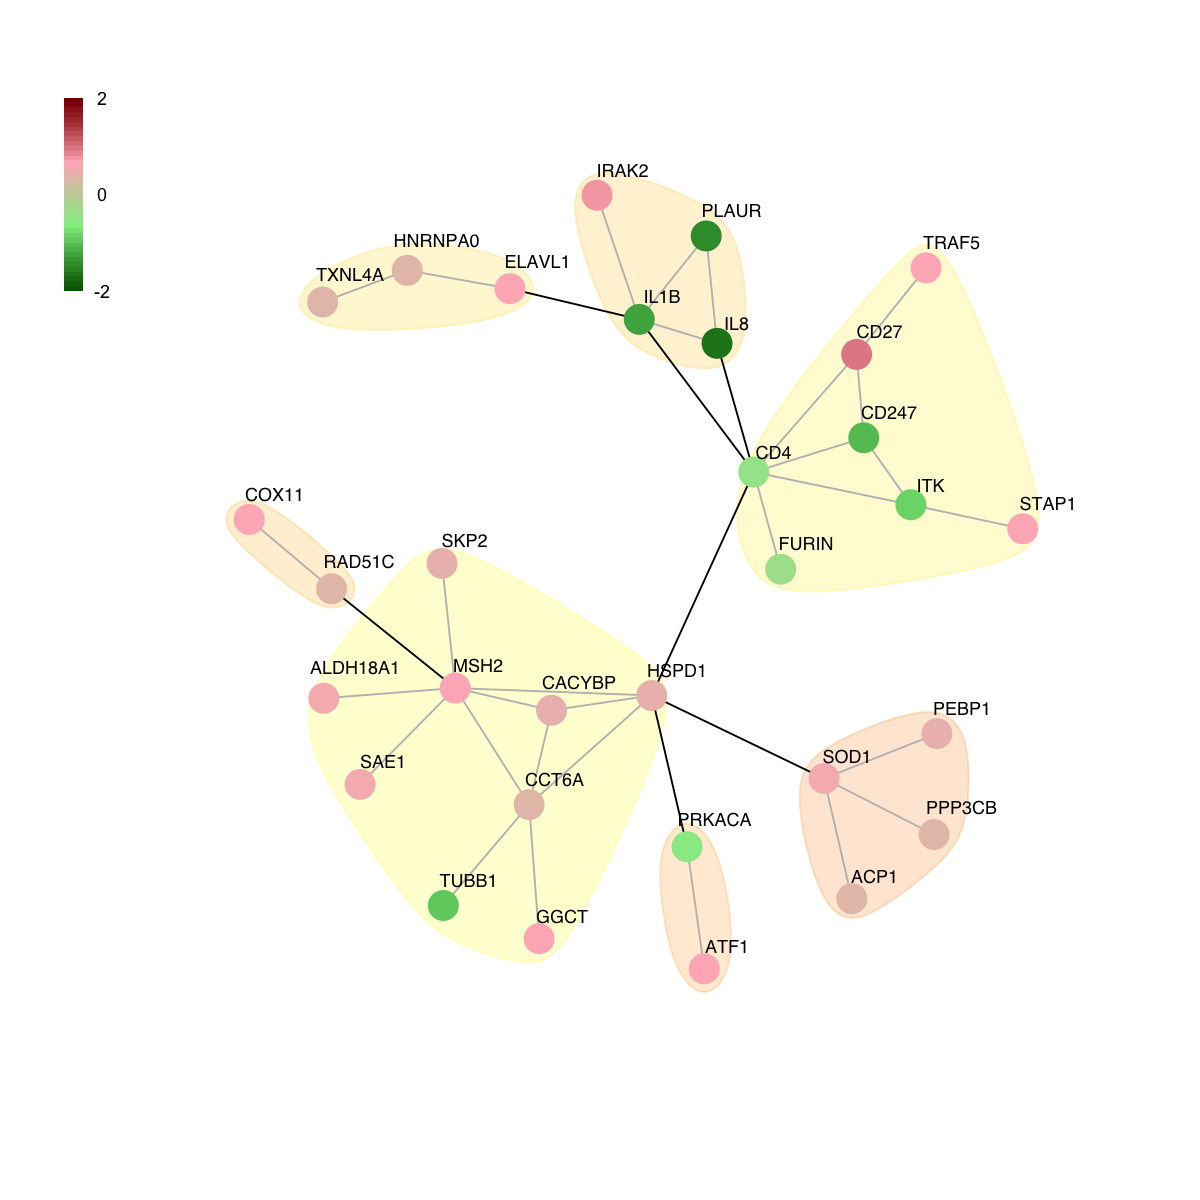 2
0
-2
IRAK2
PLAUR
HNRNPA0
TRAF5
ELAVL1
TXNL4A
IL1B
IL8
CD27
CD247
CD4
ITK
COX11
STAP1
SKP2
FURIN
RAD51C
MSH2
ALDH18A1
HSPD1
CACYBP
PEBP1
SOD1
SAE1
CCT6A
PPP3CB
PRKACA
TUBB1
ACP1
GGCT
ATF1